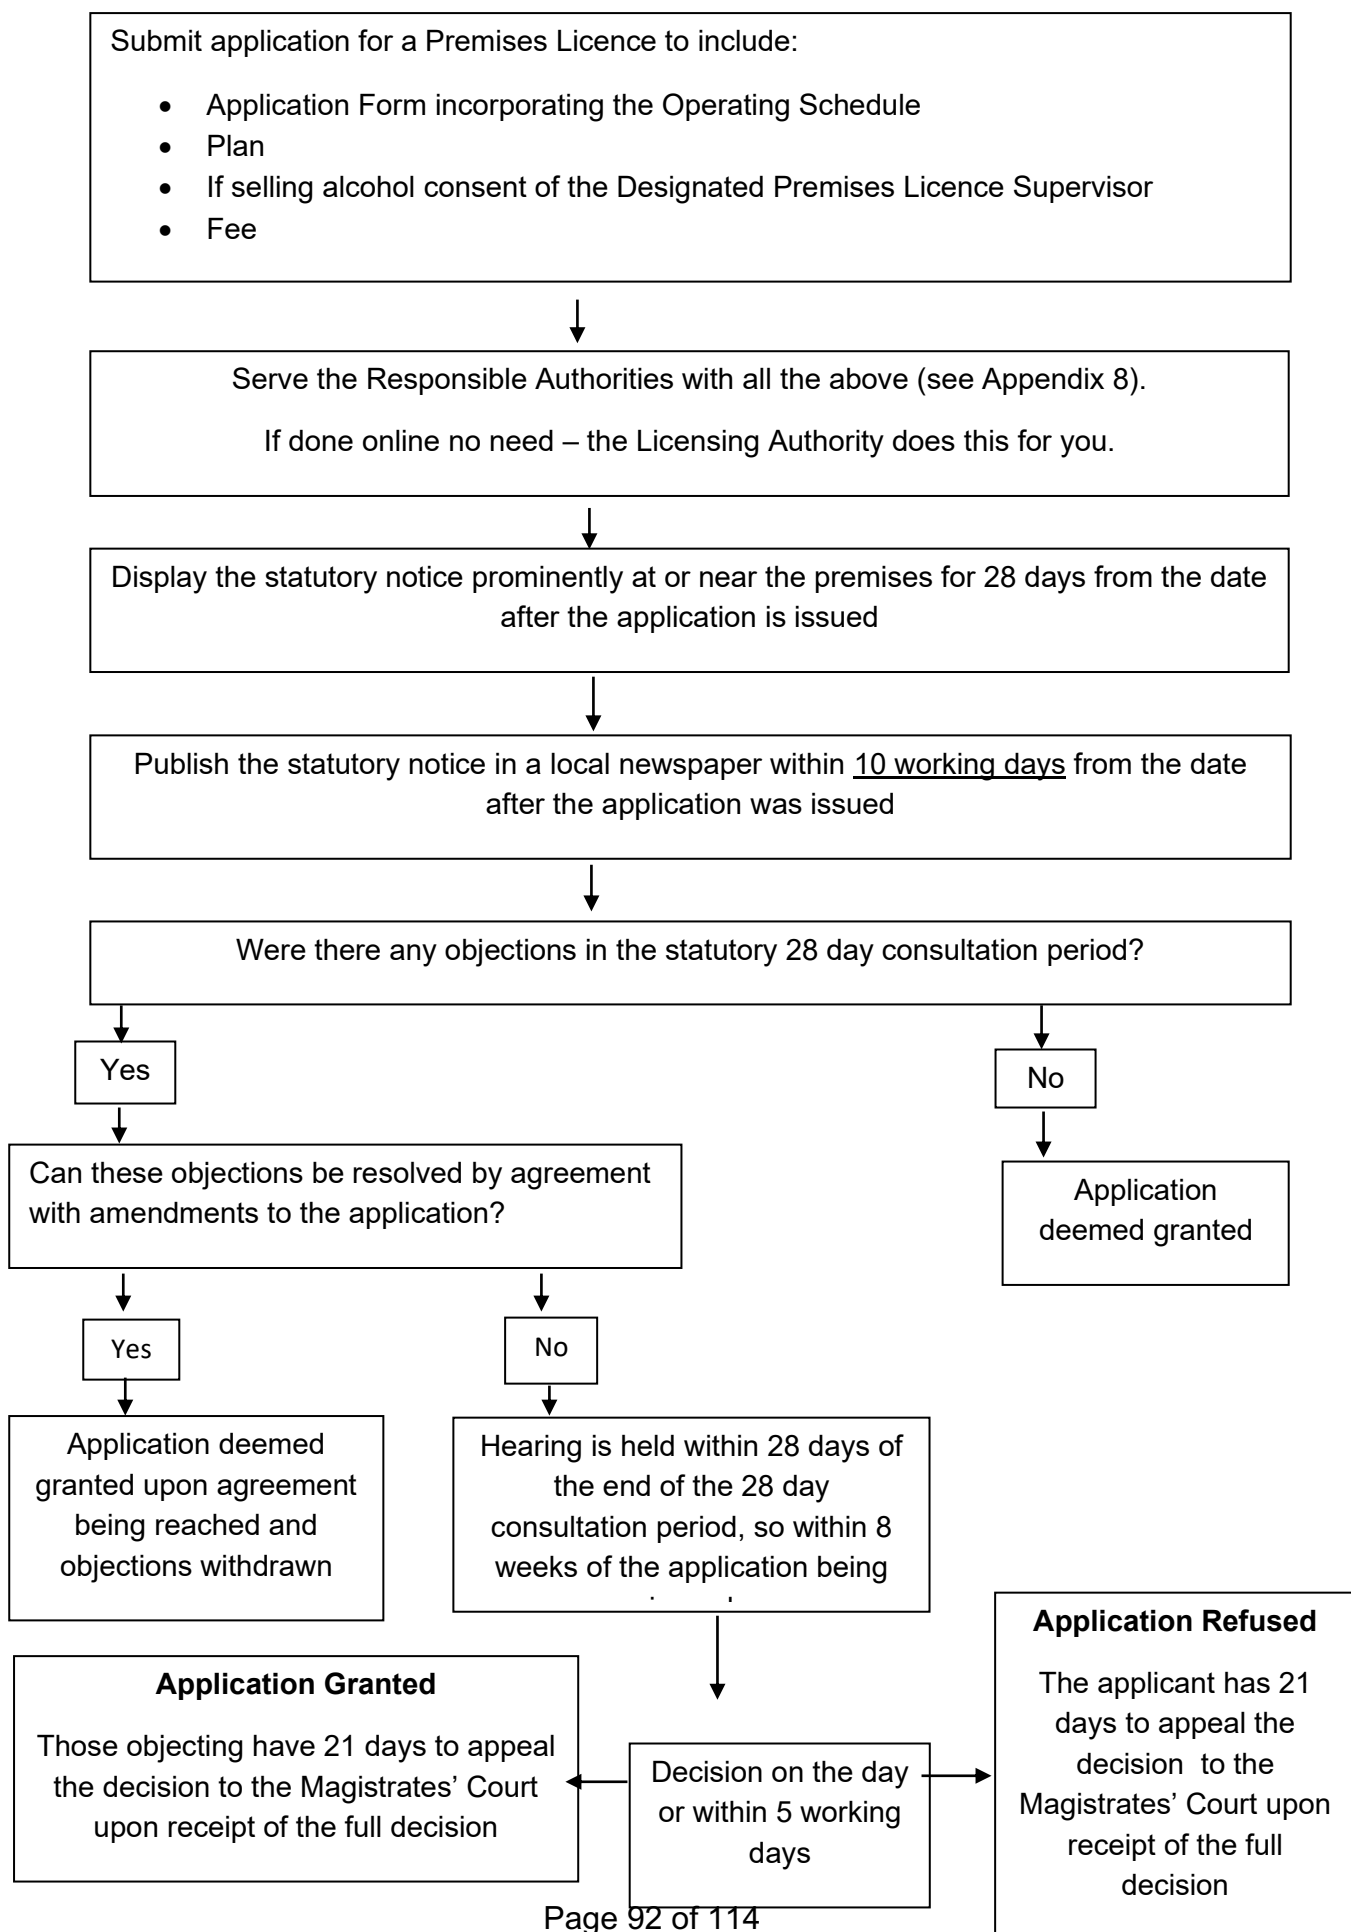 Submit application for a Premises Licence to include:
• Application Form incorporating the Operating Schedule
• Plan
• If selling alcohol consent of the Designated Premises Licence Supervisor
• Fee
Serve the Responsible Authorities with all the above (see Appendix 8).
If done online no need – the Licensing Authority does this for you.
Display the statutory notice prominently at or near the premises for 28 days from the date
after the application is issued
Publish the statutory notice in a local newspaper within 10 working days from the date
after the application was issued
Were there any objections in the statutory 28 day consultation period?
Yes
No
Can these objections be resolved by agreement
with amendments to the application?
Application
deemed granted
Yes
No
Application deemed
granted upon agreement
being reached and
objections withdrawn
Hearing is held within 28 days of
the end of the 28 day
consultation period, so within 8
weeks of the application being
Application Granted
Those objecting have 21 days to appeal
the decision to the Magistrates’ Court
upon receipt of the full decision
Decision on the day
or within 5 working
days
Application Refused
The applicant has 21
days to appeal the
decision  to the
Magistrates’ Court upon
receipt of the full
decision
Page 92 of 114